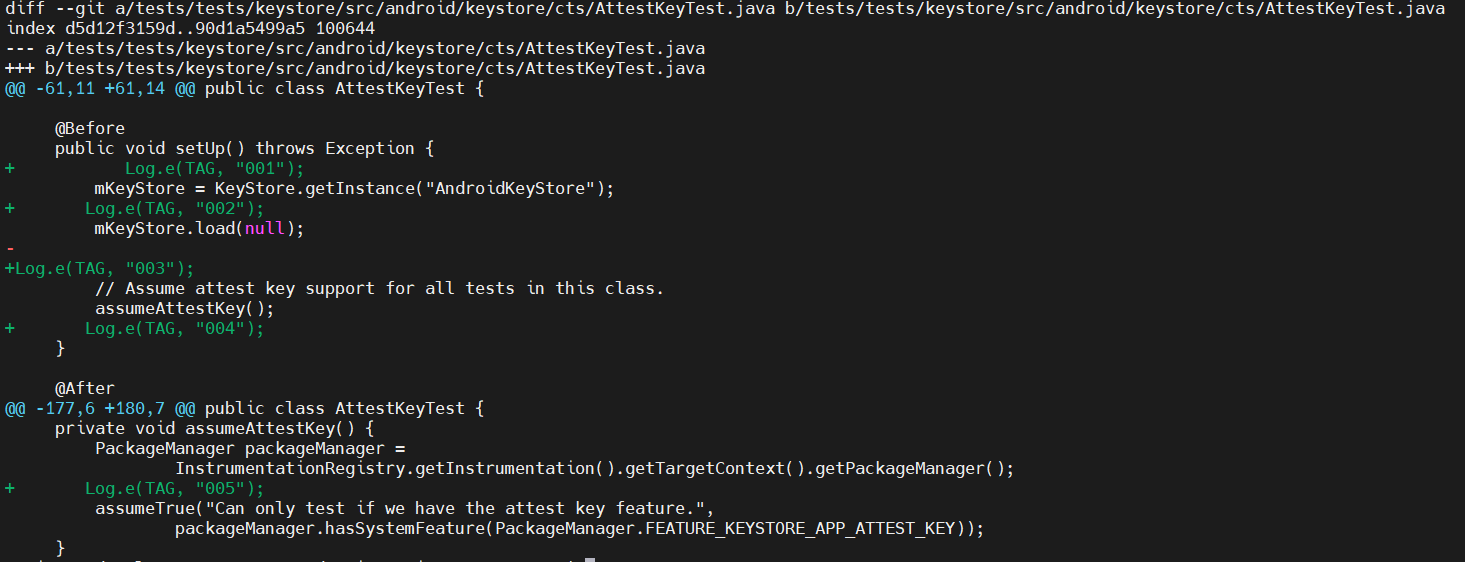 diff --git a/tests/tests/keystore/src/android/keystore/cts/AttestKeyTest.java b/tests/tests/keystore/src/android/keystore/cts/AttestKeyTest.java
index d5d12f3159d..90d1a5499a5 100644
--- a/tests/tests/keystore/src/android/keystore/cts/AttestKeyTest.java
+++ b/tests/tests/keystore/src/android/keystore/cts/AttestKeyTest.java
@@ -61,11 +61,14 @@ public class AttestKeyTest {
     @Before
     public void setUp() throws Exception {
+           Log.e(TAG, "001");
         mKeyStore = KeyStore.getInstance("AndroidKeyStore");
+       Log.e(TAG, "002");
         mKeyStore.load(null);
-
+Log.e(TAG, "003");
         // Assume attest key support for all tests in this class.
         assumeAttestKey();
+       Log.e(TAG, "004");
     }
     @After
@@ -177,6 +180,7 @@ public class AttestKeyTest {
     private void assumeAttestKey() {
         PackageManager packageManager =
                 InstrumentationRegistry.getInstrumentation().getTargetContext().getPackageManager();
+       Log.e(TAG, "005");
         assumeTrue("Can only test if we have the attest key feature.",
                 packageManager.hasSystemFeature(PackageManager.FEATURE_KEYSTORE_APP_ATTEST_KEY));
     }